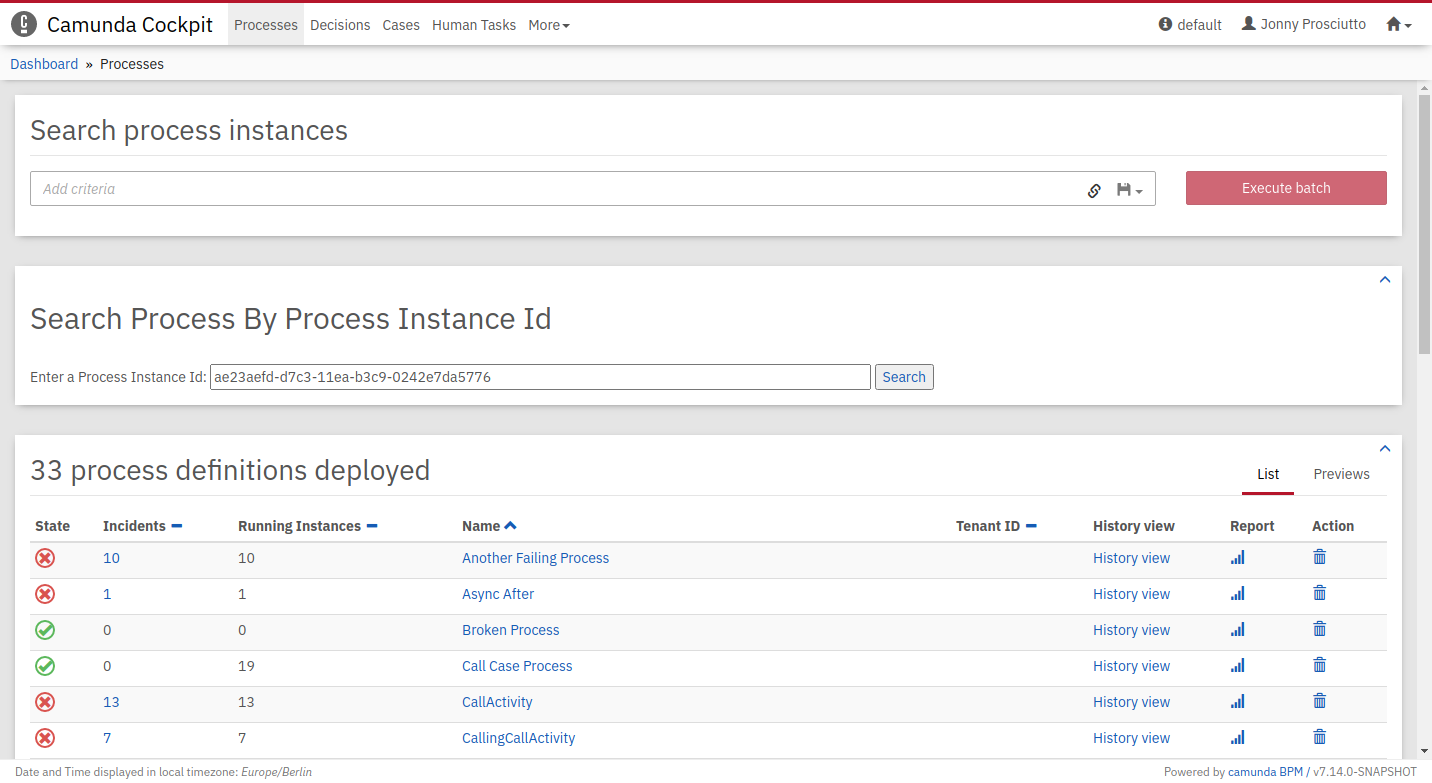 Camunda Cockpit Processes Decisions Cases Human Tasks More default Jonny Prosciutto
Dashboard » Processes
Search process instances
Add criteria Execute batch
Search Process By Process Instance Id
Enter a Process Instance Id: ae23aefd-d7c3-11ea-b3c9-0242e7da5776 Search
33 process definitions deployed List Previews
State Incidents Running Instances Name Tenant ID History view Report Action
10 10 Another Failing Process History view
1 1 Async After History view
0 0 Broken Process History view
0 19 Call Case Process History view
13 13 CallActivity History view
7 7 CallingCallActivity History view
Date and Time displayed in local timezone: Europe/Berlin Powered by camunda BPM / v7.14.0-SNAPSHOT